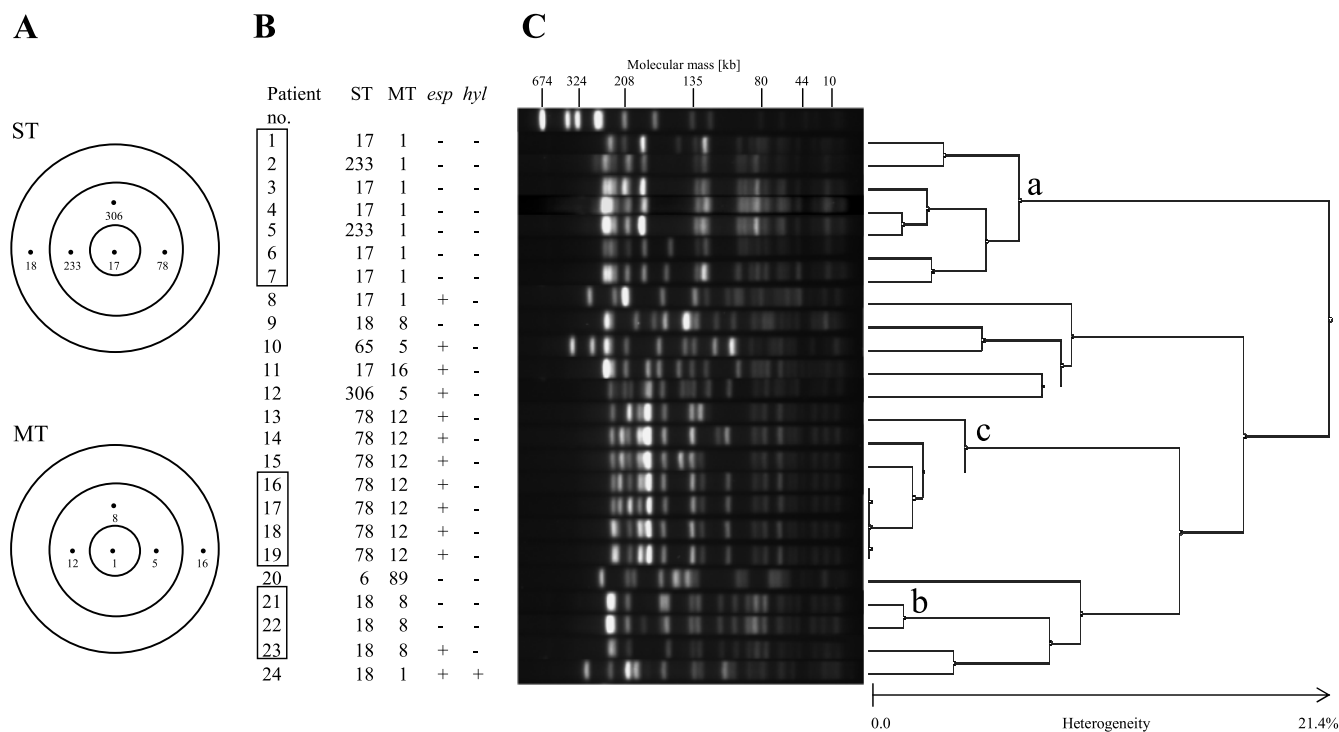 A
B
C
ST
306
18 233 17 78
MT
8
12 1 5 16
Patient no. ST MT esp hyl
1 17 1 - -
2 233 1 - -
3 17 1 - -
4 17 1 - -
5 233 1 - -
6 17 1 - -
7 17 1 - -
8 17 1 + -
9 18 8 - -
10 65 5 + -
11 17 16 + -
12 306 5 + -
13 78 12 + -
14 78 12 + -
15 78 12 + -
16 78 12 + -
17 78 12 + -
18 78 12 + -
19 78 12 + -
20 6 89 - -
21 18 8 - -
22 18 8 - -
23 18 8 + -
24 18 1 + +
Molecular mass [kb]
674 324 208 135 80 44 10
a
c
b
0.0 Heterogeneity 21.4%